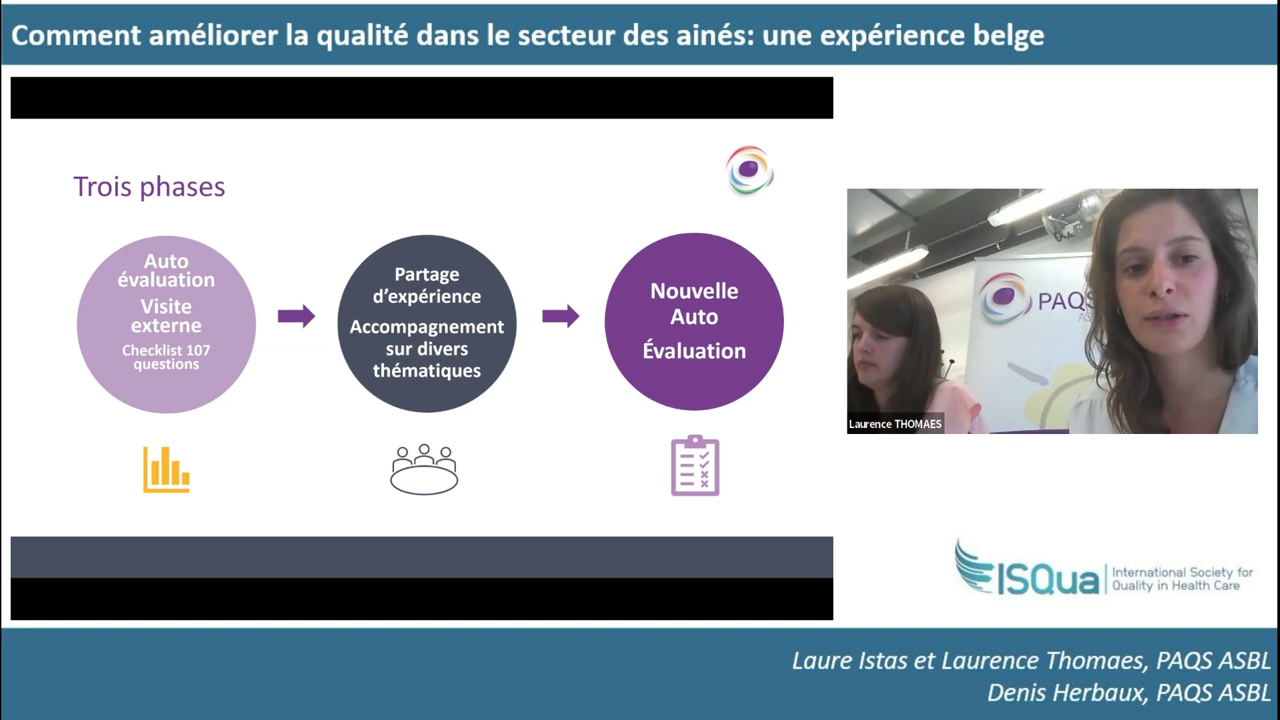 Comment améliorer la qualité dans le secteur des ainés: une expérience belge
Trois phases
Auto
évaluation
Visite
externe
Checklist 107
questions
Partage
d'expérience
Accompagnement
sur divers
thématiques
Nouvelle
Auto
Évaluation
PAQS
AS
Laurence THOMAES
ISQua
International Society for
Quality in Health Care
Laure Istas et Laurence Thomaes, PAQS ASBL
Denis Herbaux, PAQS ASBL